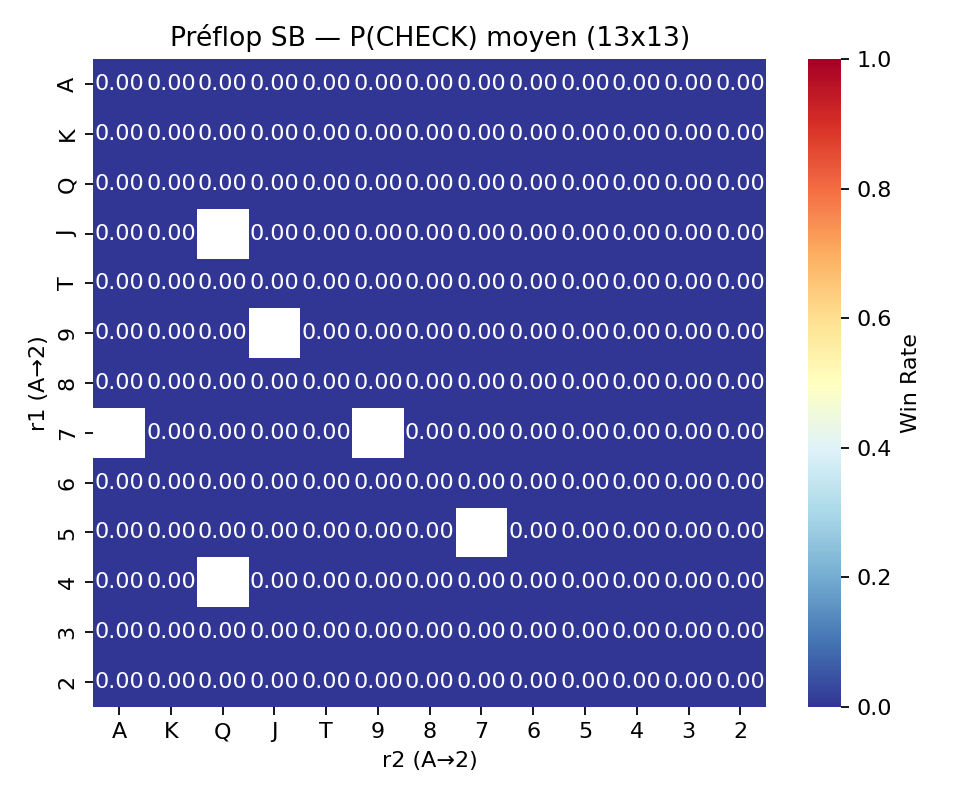 Préflop SB — P(CHECK) moyen (13x13)
A 0.00 0.00 0.00 0.00 0.00 0.00 0.00 0.00 0.00 0.00 0.00 0.00 0.00
K 0.00 0.00 0.00 0.00 0.00 0.00 0.00 0.00 0.00 0.00 0.00 0.00 0.00
Q 0.00 0.00 0.00 0.00 0.00 0.00 0.00 0.00 0.00 0.00 0.00 0.00 0.00
J 0.00 0.00 0.00 0.00 0.00 0.00 0.00 0.00 0.00 0.00 0.00 0.00
T 0.00 0.00 0.00 0.00 0.00 0.00 0.00 0.00 0.00 0.00 0.00 0.00 0.00
9 0.00 0.00 0.00 0.00 0.00 0.00 0.00 0.00 0.00 0.00 0.00 0.00
8 0.00 0.00 0.00 0.00 0.00 0.00 0.00 0.00 0.00 0.00 0.00 0.00 0.00
7 0.00 0.00 0.00 0.00 0.00 0.00 0.00 0.00 0.00 0.00 0.00
6 0.00 0.00 0.00 0.00 0.00 0.00 0.00 0.00 0.00 0.00 0.00 0.00 0.00
5 0.00 0.00 0.00 0.00 0.00 0.00 0.00 0.00 0.00 0.00 0.00 0.00
4 0.00 0.00 0.00 0.00 0.00 0.00 0.00 0.00 0.00 0.00 0.00 0.00
3 0.00 0.00 0.00 0.00 0.00 0.00 0.00 0.00 0.00 0.00 0.00 0.00 0.00
2 0.00 0.00 0.00 0.00 0.00 0.00 0.00 0.00 0.00 0.00 0.00 0.00 0.00
A K Q J T 9 8 7 6 5 4 3 2
r2 (A→2)
r1 (A→2)
1.0
0.8
0.6
0.4
0.2
0.0
Win Rate